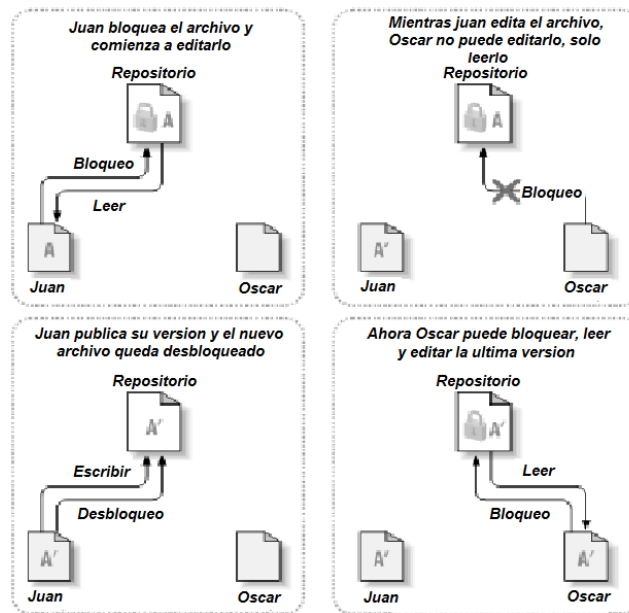 Juan bloquea el archivo y
comienza a editarlo
Repositorio
A
Bloqueo
Leer
A
Juan
Oscar
Mientras juan edita el archivo,
Oscar no puede editarlo, solo
leerlo
Repositorio
A
Bloqueo
A'
Juan
Oscar
Juan publica su version y el nuevo
archivo queda desbloqueado
Repositorio
A'
Escribir
Desbloqueo
A'
Juan
Oscar
Ahora Oscar puede bloquear, leer
y editar la ultima version
Repositorio
A'
Leer
Bloqueo
A'
A'
Juan
Oscar